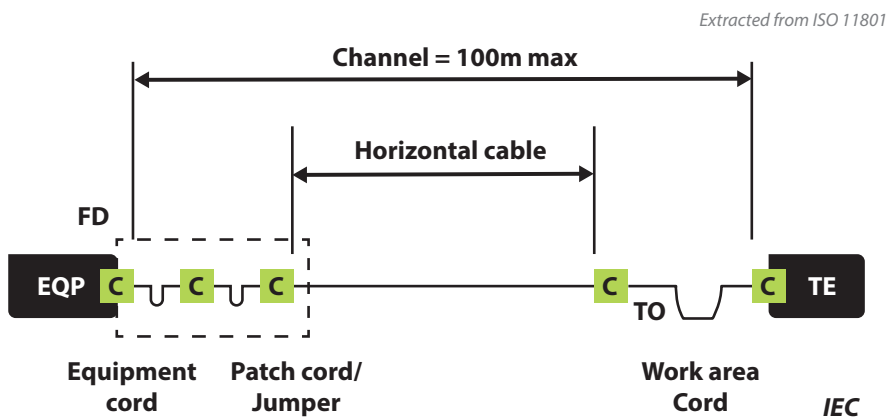 Extracted from ISO 11801
Channel = 100m max
Horizontal cable
FD
EQP
C
C
C
C
C
TE
TO
Equipment
cord
Patch cord/
Jumper
Work area
Cord
IEC